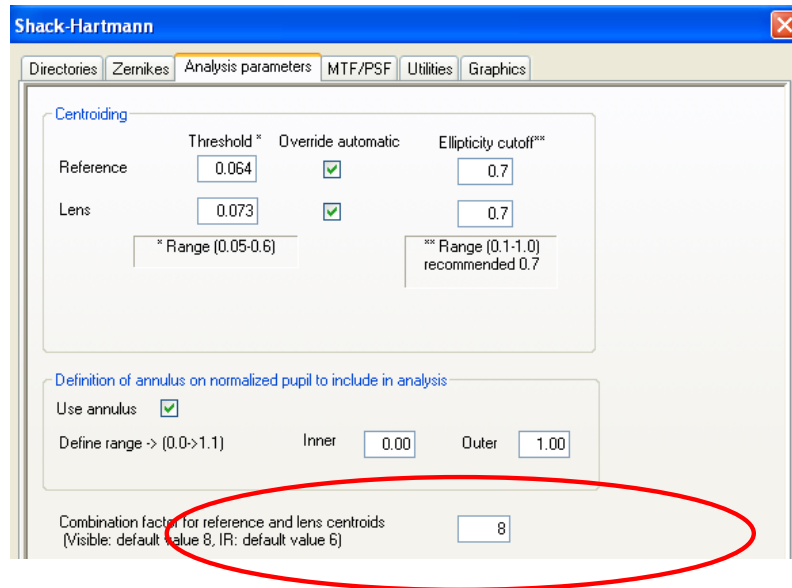 Shack-Hartmann
Directories Zernikes Analysis parameters MTF/PSF Utilities Graphics
Centroiding
Threshold * Override automatic Ellipticity cutoff**
Reference 0.064 0.7
Lens 0.073 0.7
* Range (0.05-0.6) ** Range (0.1-1.0)
recommended 0.7
Definition of annulus on normalized pupil to include in analysis
Use annulus
Define range -> (0.0->1.1) Inner 0.00 Outer 1.00
Combination factor for reference and lens centroids 8
(Visible: default value 8, IR: default value 6)